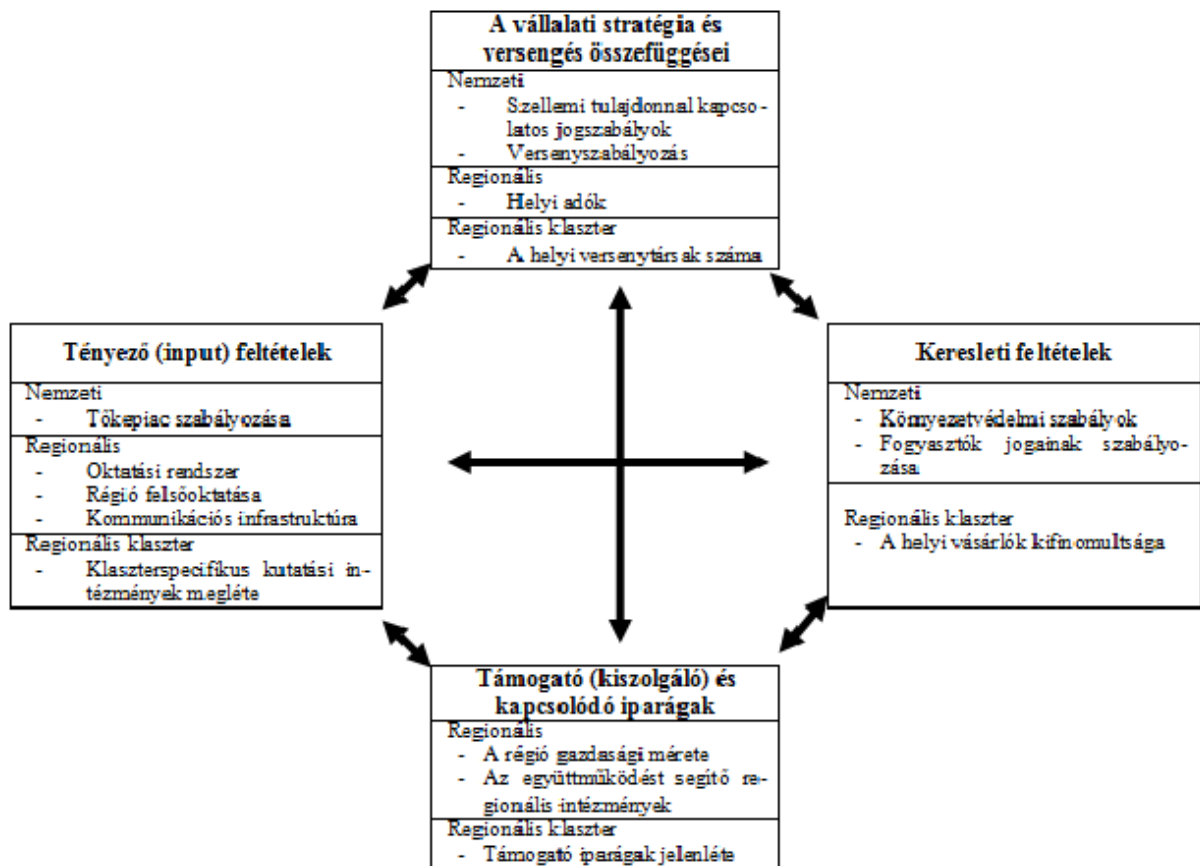 A vállalati stratégia és
versengés összefüggései
Nemzeti
- Szellemi tulajdonnal kapcso-
latos jogszabályok
- Versenyszabályozás
Regionális
- Helyi adók
Regionális klaszter
- A helyi versenytársak száma
Tényező (input) feltételek
Nemzeti
- Tőkepiac szabályozása
Regionális
- Oktatási rendszer
- Régió felsőoktatása
- Kommunikációs infrastruktúra
Regionális klaszter
- Klaszterspecifikus kutatási in-
tézmények megléte
Keresleti feltételek
Nemzeti
- Környezetvédelmi szabályok
- Fogyasztók jogainak szabályo-
zása
Regionális klaszter
- A helyi vásárlók kifinomultsága
Támogató (kiszolgáló) és
kapcsolódó iparágak
Regionális
- A régió gazdasági mérete
- Az együttműködést segítő re-
gionális intézmények
Regionális klaszter
- Támogató iparágak jelenléte